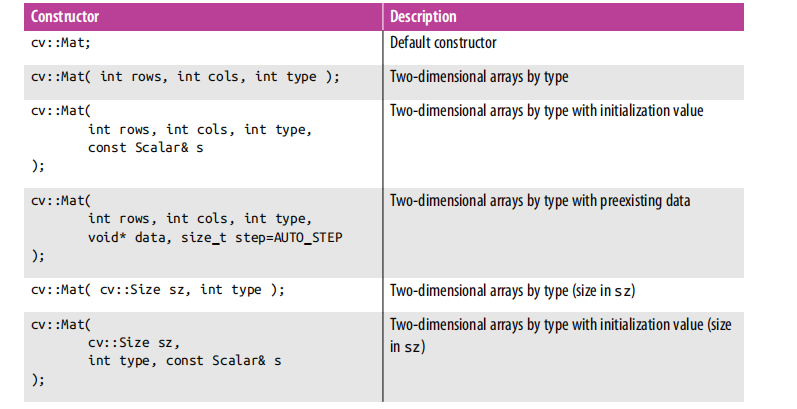 Constructor Description
cv::Mat; Default constructor
cv::Mat( int rows, int cols, int type ); Two-dimensional arrays by type
cv::Mat( Two-dimensional arrays by type with initialization value
int rows, int cols, int type,
const Scalar& s
);
cv::Mat( Two-dimensional arrays by type with preexisting data
int rows, int cols, int type,
void* data, size_t step=AUTO_STEP
);
cv::Mat( cv::Size sz, int type ); Two-dimensional arrays by type (size in sz)
cv::Mat( Two-dimensional arrays by type with initialization value (size
cv::Size sz, in sz)
int type, const Scalar& s
);